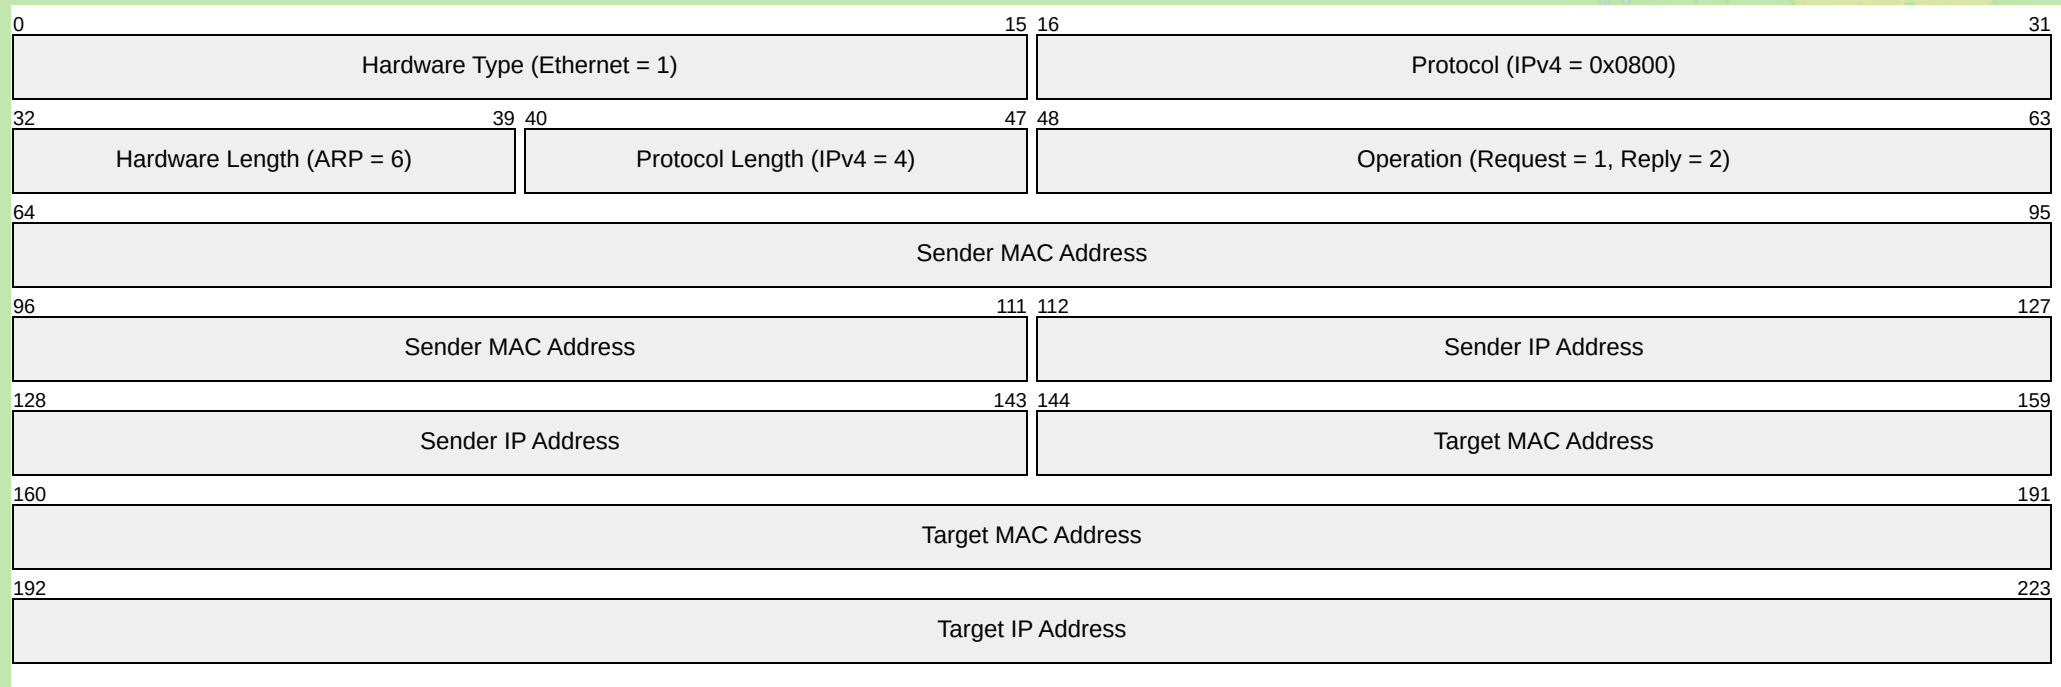 0 15 16 31
Hardware Type (Ethernet = 1) Protocol (IPv4 = 0x0800)
32 39 40 47 48 63
Hardware Length (ARP = 6) Protocol Length (IPv4 = 4) Operation (Request = 1, Reply = 2)
64 95
Sender MAC Address
96 111 112 127
Sender MAC Address Sender IP Address
128 143 144 159
Sender IP Address Target MAC Address
160 191
Target MAC Address
192 223
Target IP Address